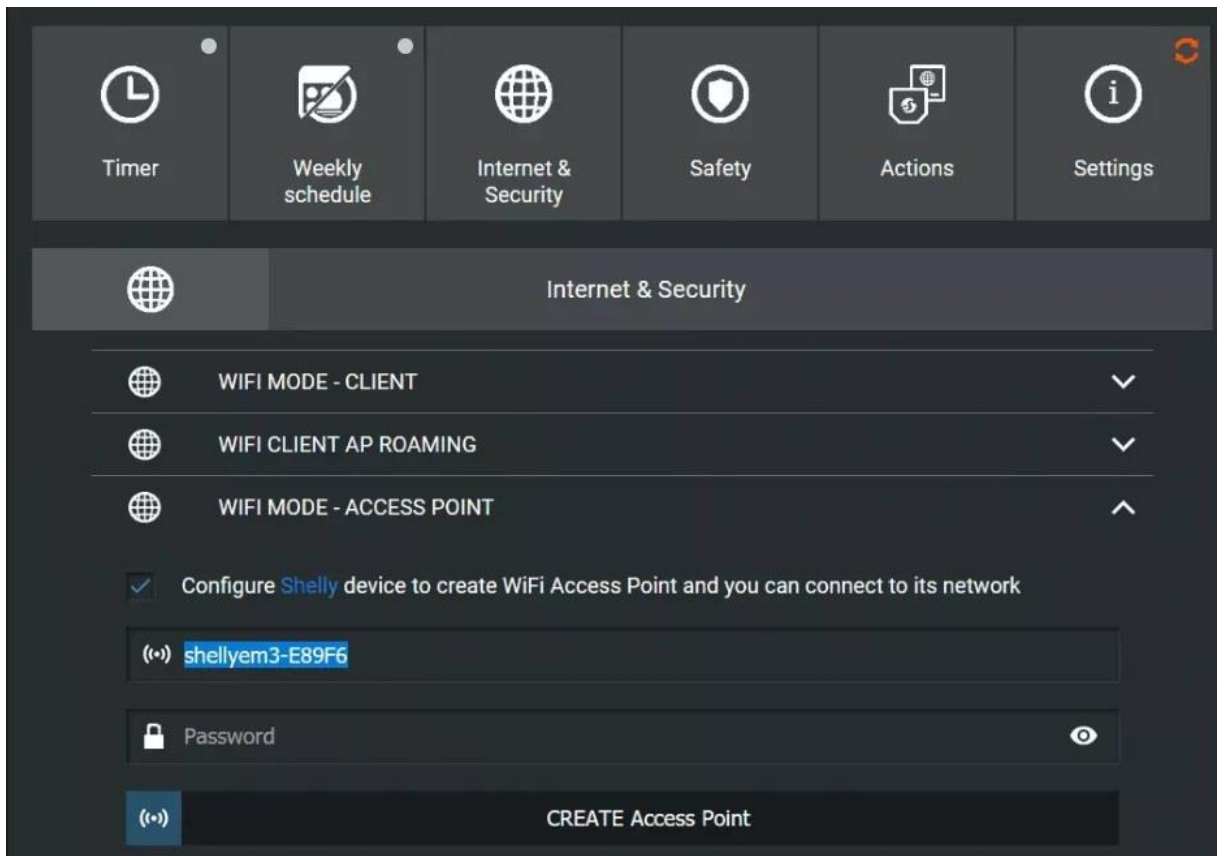 Timer
Weekly
schedule
Internet &
Security
Safety
Actions
Settings
Internet & Security
WIFI MODE - CLIENT
WIFI CLIENT AP ROAMING
WIFI MODE - ACCESS POINT
Configure Shelly device to create WiFi Access Point and you can connect to its network
shellyem3-E89F6
Password
CREATE Access Point